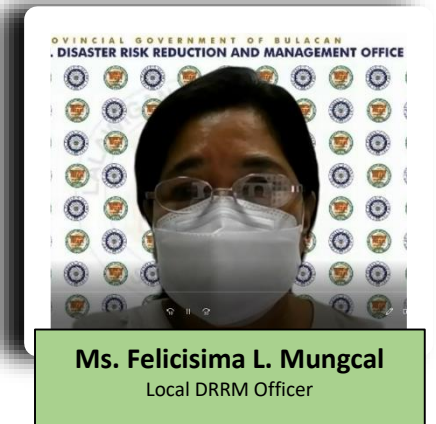 OVINCIAL GOVERNMENT OF BULACAN
. DISASTER RISK REDUCTION AND MANAGEMENT OFFICE
Ms. Felicisima L. Mungcal
Local DRRM Officer